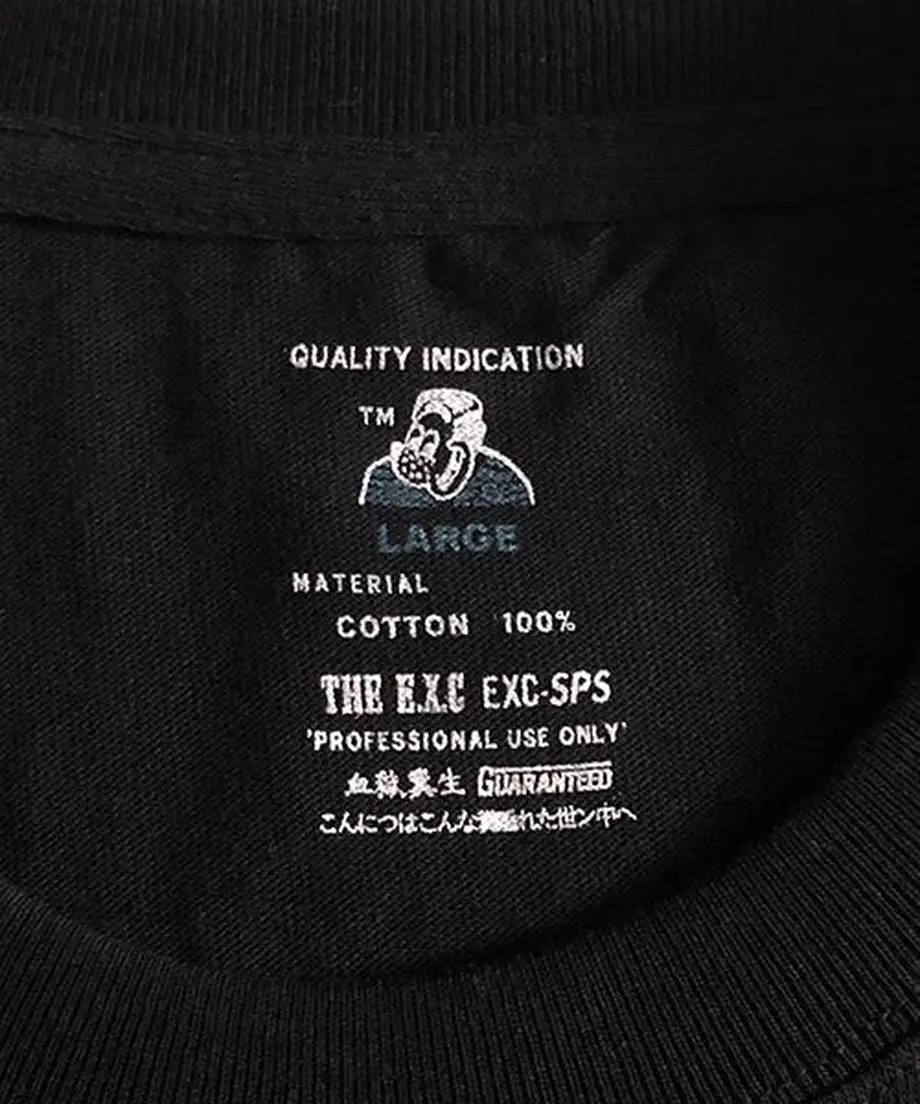 QUALITY INDICATION
TM
LARGE
MATERIAL
COTTON 100%
THE E.X.C EXC-SPS
'PROFESSIONAL USE ONLY'
GUARANTEED
こんにつはこんな れた世ン中へ